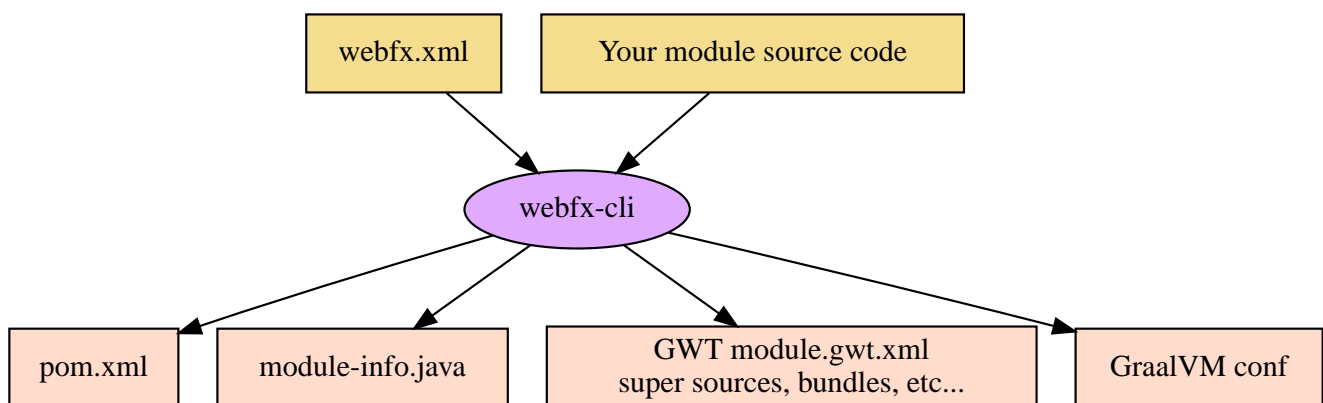 webfx.xml
Your module source code
webfx-cli
pom.xml
module-info.java
GWT module.gwt.xml
super sources, bundles, etc...
GraalVM conf